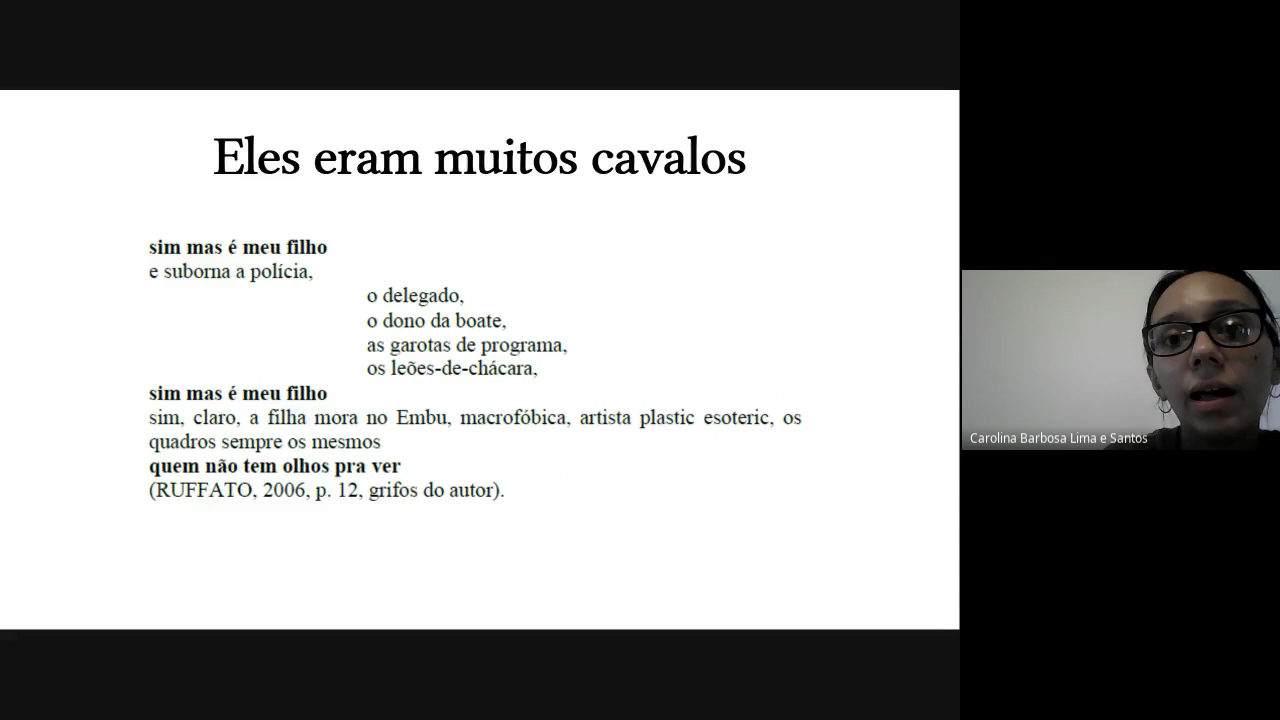 Eles eram muitos cavalos
sim mas é meu filho
e suborna a polícia,
o delegado,
o dono da boate,
as garotas de programa,
os leões-de-chácara,
sim mas é meu filho
sim, claro, a filha mora no Embu, macrofóbica, artista plastic esoteric, os
quadros sempre os mesmos
quem não tem olhos pra ver
(RUFFATO, 2006, p. 12, grifos do autor).
Carolina Barbosa Lima e Santos